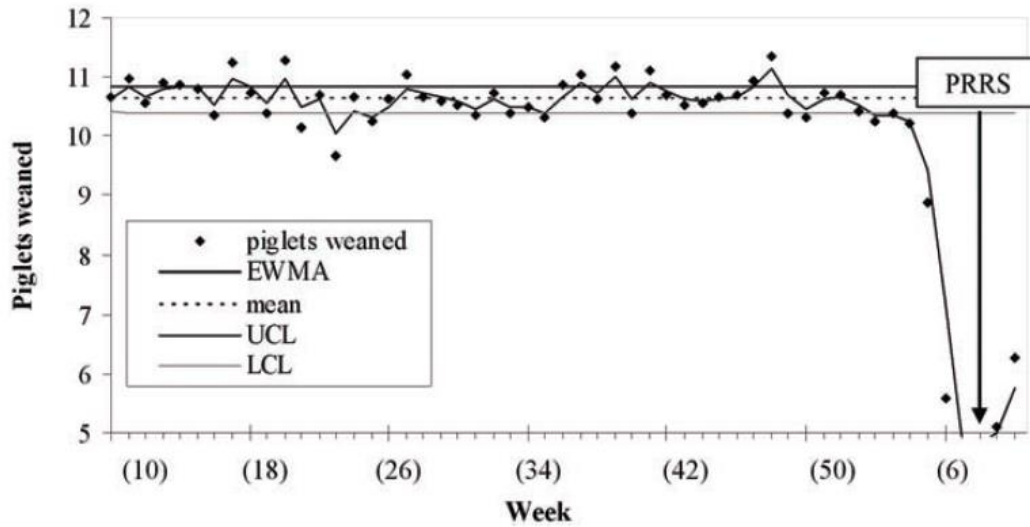 12
11
10
9
8
7
6
5
Piglets weaned
PRRS
piglets weaned
EWMA
mean
UCL
LCL
(10) (18) (26) (34) (42) (50) (6)
Week